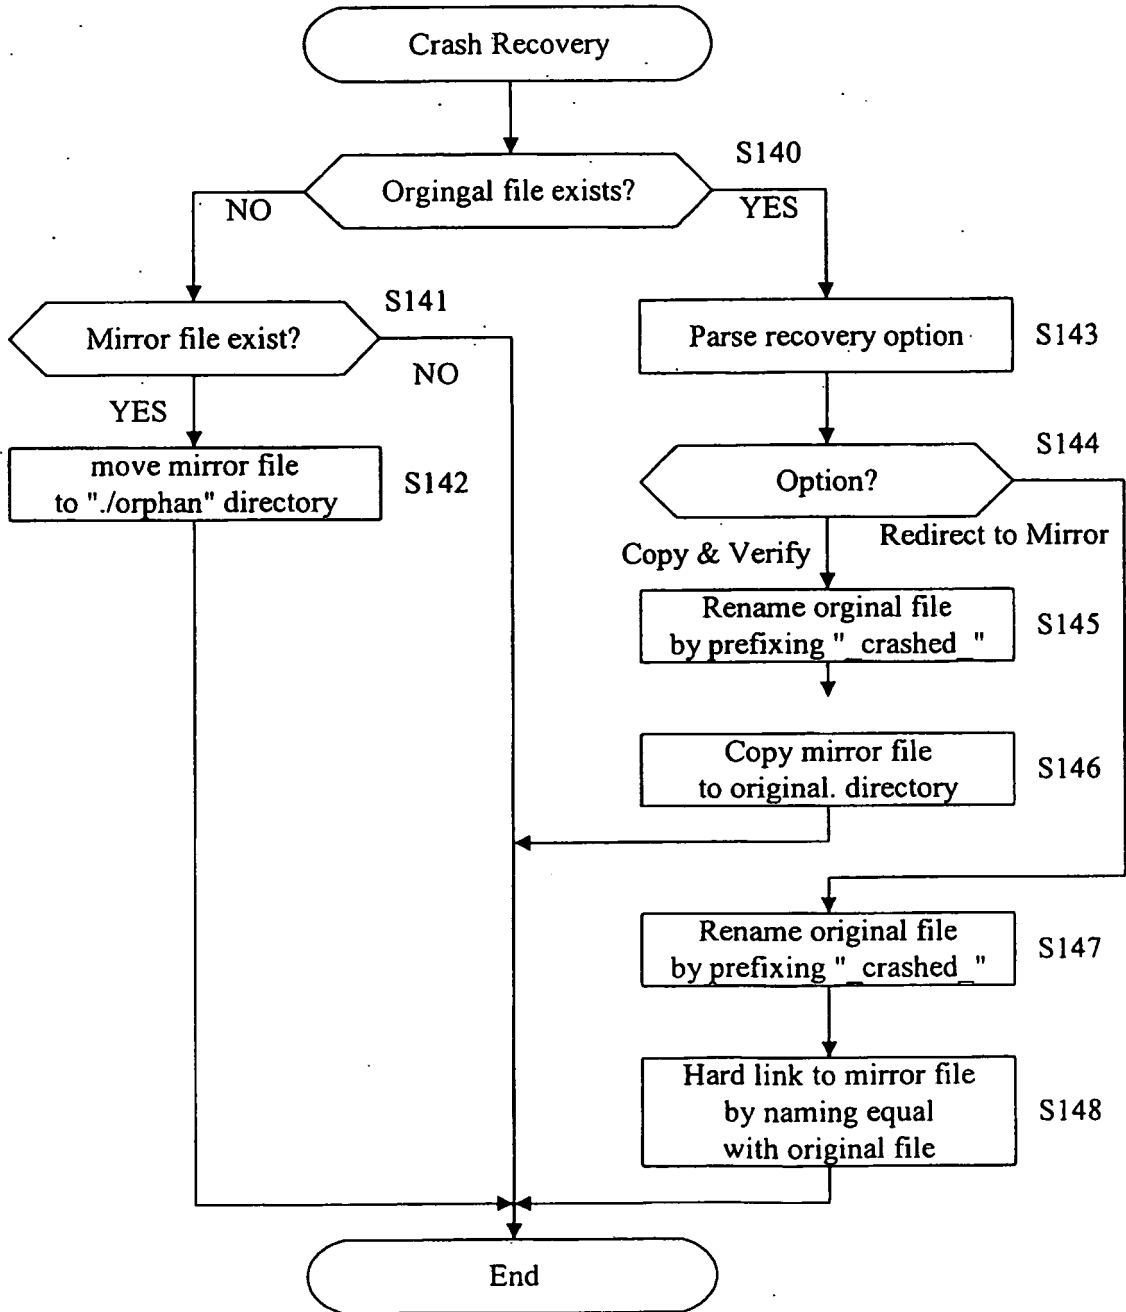 Crash Recovery
S140
Orgingal file exists?
NO
YES
S141
Mirror file exist?
NO
YES
Parse recovery option
S143
move mirror file
to "./orphan" directory
S142
S144
Option?
Redirect to Mirror
Copy & Verify
Rename orginal file
by prefixing "_crashed_"
S145
Copy mirror file
to original. directory
S146
Rename original file
by prefixing "_crashed_"
S147
Hard link to mirror file
by naming equal
with original file
S148
End